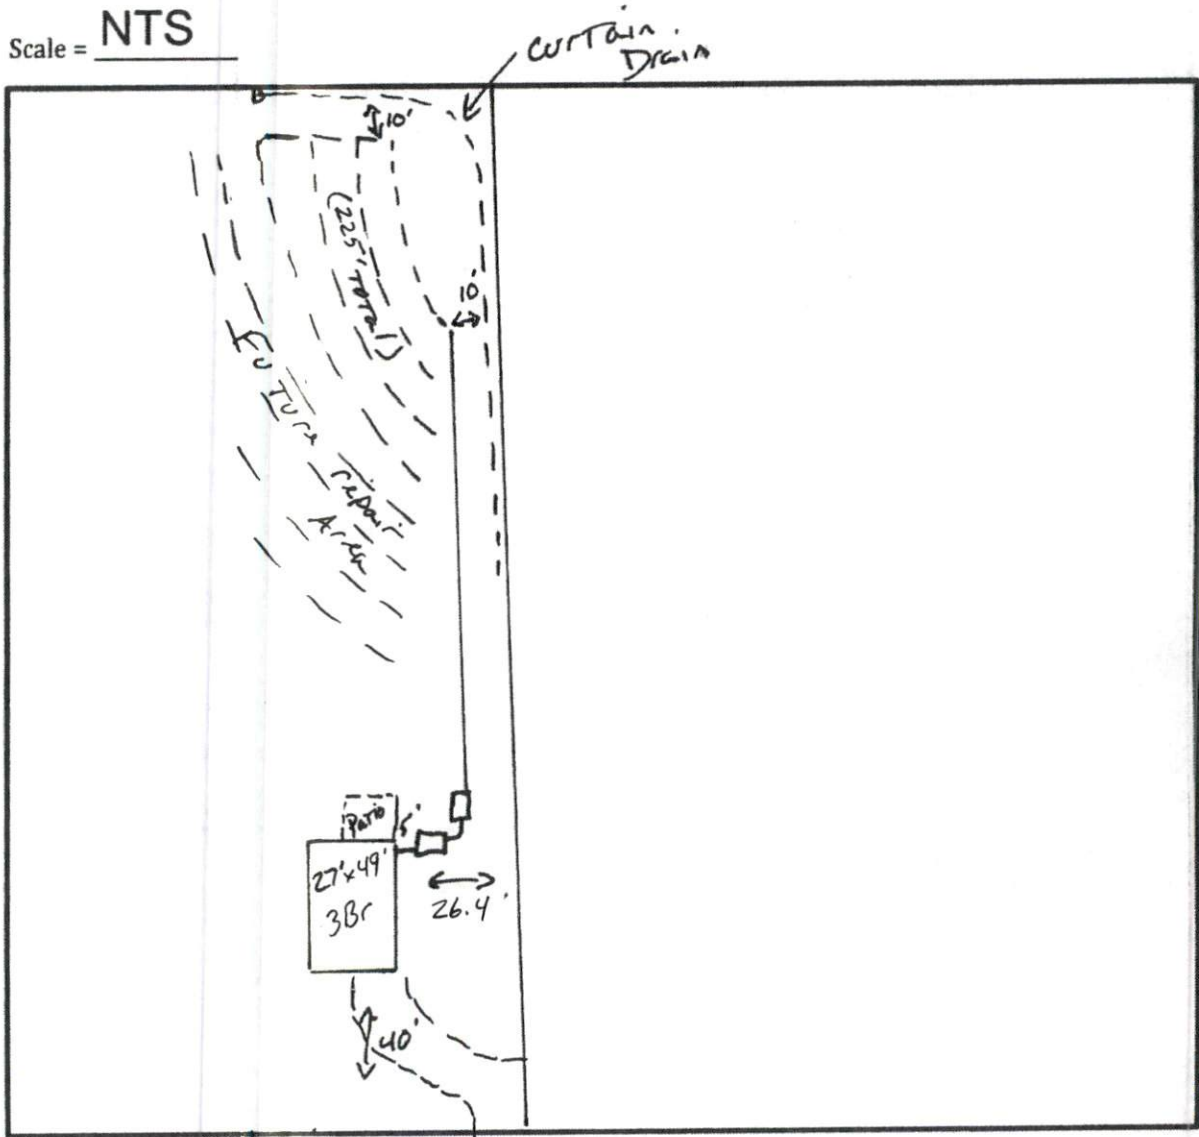 Scale = NTS
Curtain
Drain
10'
(225' Total)
10'
Future
repair
Area
Patio
5'
27'x49'
3Br
26.4'
40'